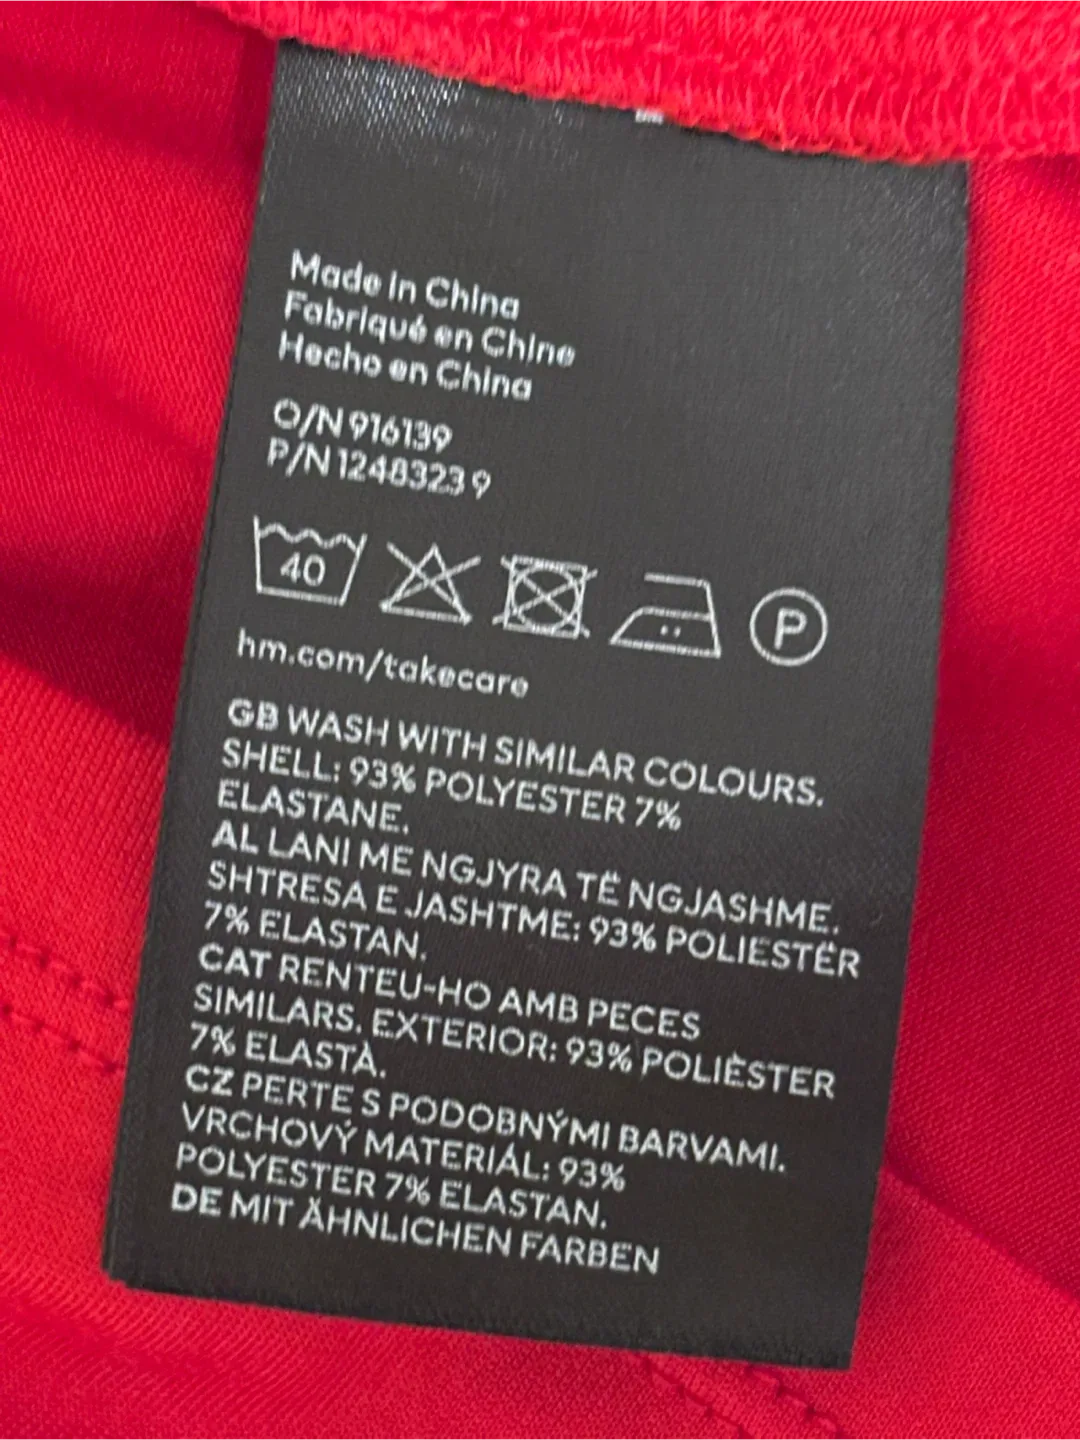 Made in China
Fabriqué en Chine
Hecho en China
O/N 916139
P/N 1248323 9
40
P
hm.com/takecare
GB WASH WITH SIMILAR COLOURS.
SHELL: 93% POLYESTER 7%
ELASTANE.
AL LANI ME NGJYRA TË NGJASHME.
SHTRESA E JASHTME: 93% POLIESTËR
7% ELASTAN.
CAT RENTEU-HO AMB PECES
SIMILARS. EXTERIOR: 93% POLIÈSTER
7% ELASTÀ.
CZ PERTE S PODOBNÝMI BARVAMI.
VRCHOVÝ MATERIÁL: 93%
POLYESTER 7% ELASTAN.
DE MIT ÄHNLICHEN FARBEN